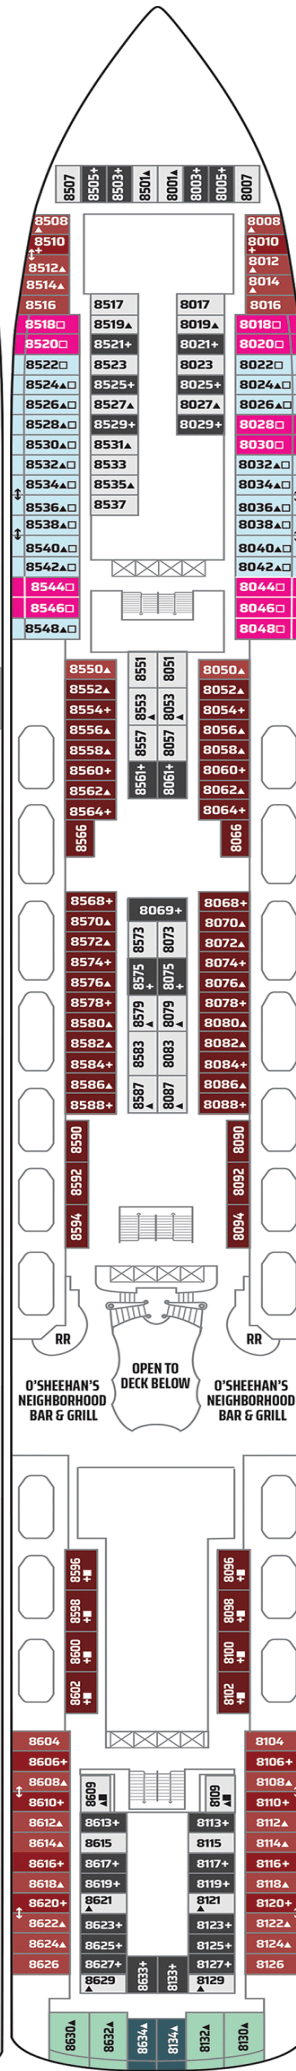 8507 8505+ 8503+ 8501▲ 8001▲ 8003+ 8005+ 8007
8508▲ 8008▲
8510+ 8010+
8512▲ 8012▲
8514▲ 8014▲
8516 8517 8017 8016
8518□ 8519▲ 8019▲ 8018□
8520□ 8521+ 8021+ 8020□
8522□ 8523 8023 8022□
8524▲□ 8525+ 8025+ 8024▲□
8526▲□ 8527▲ 8027▲ 8026▲□
8528▲□ 8529+ 8029+ 8028□
8530▲□ 8531▲ 8030□
8532▲□ 8533 8032▲□
8534▲□ 8535▲ 8034▲□
8536▲□ 8537 8036▲□
8538▲□ 8038▲□
8540▲□ 8040▲□
8542▲□ 8042▲□
8544□ 8044□
8546□ 8046□
8548▲□ 8048□
8550▲ 8551 8051 8050▲
8552▲ 8052▲
8554+ 8553▲ 8053▲ 8054+
8556▲ 8056▲
8558▲ 8557 8057 8058▲
8560+ 8060+
8562▲ 8561+ 8061+ 8062▲
8564+ 8064+
8566 8066
8568+ 8069+ 8068+
8570▲ 8070▲
8572▲ 8573 8073 8072▲
8574+ 8074+
8576▲ 8575+ 8075+ 8076▲
8578+ 8078+
8580▲ 8579▲ 8079▲ 8080▲
8582▲ 8082▲
8584+ 8583 8083 8084+
8586▲ 8086▲
8588+ 8587▲ 8087▲ 8088+
8590 8090
8592 8092
8594 8094
RR RR
OPEN TO
DECK BELOW
O'SHEEHAN'S
NEIGHBORHOOD
BAR & GRILL
O'SHEEHAN'S
NEIGHBORHOOD
BAR & GRILL
8596+■ 8096+■
8598+■ 8098+■
8600+■ 8100+■
8602+■ 8102+■
8604 8104
8606+ 8106+
8608▲ 8609▲■ 8109▲■ 8108▲
8610+ 8110+
8612▲ 8613+ 8113+ 8112▲
8614▲ 8615 8115 8114▲
8616+ 8617+ 8117+ 8116+
8618▲ 8619+ 8119+ 8118▲
8620+ 8621▲ 8121▲ 8120+
8622▲ 8623+ 8123+ 8122▲
8624▲ 8625+ 8125+ 8124▲
8626 8627+ 8633+ 8133+ 8127+ 8126
8629▲ 8129▲
8630▲ 8632▲ 8634▲ 8134▲ 8132▲ 8130▲